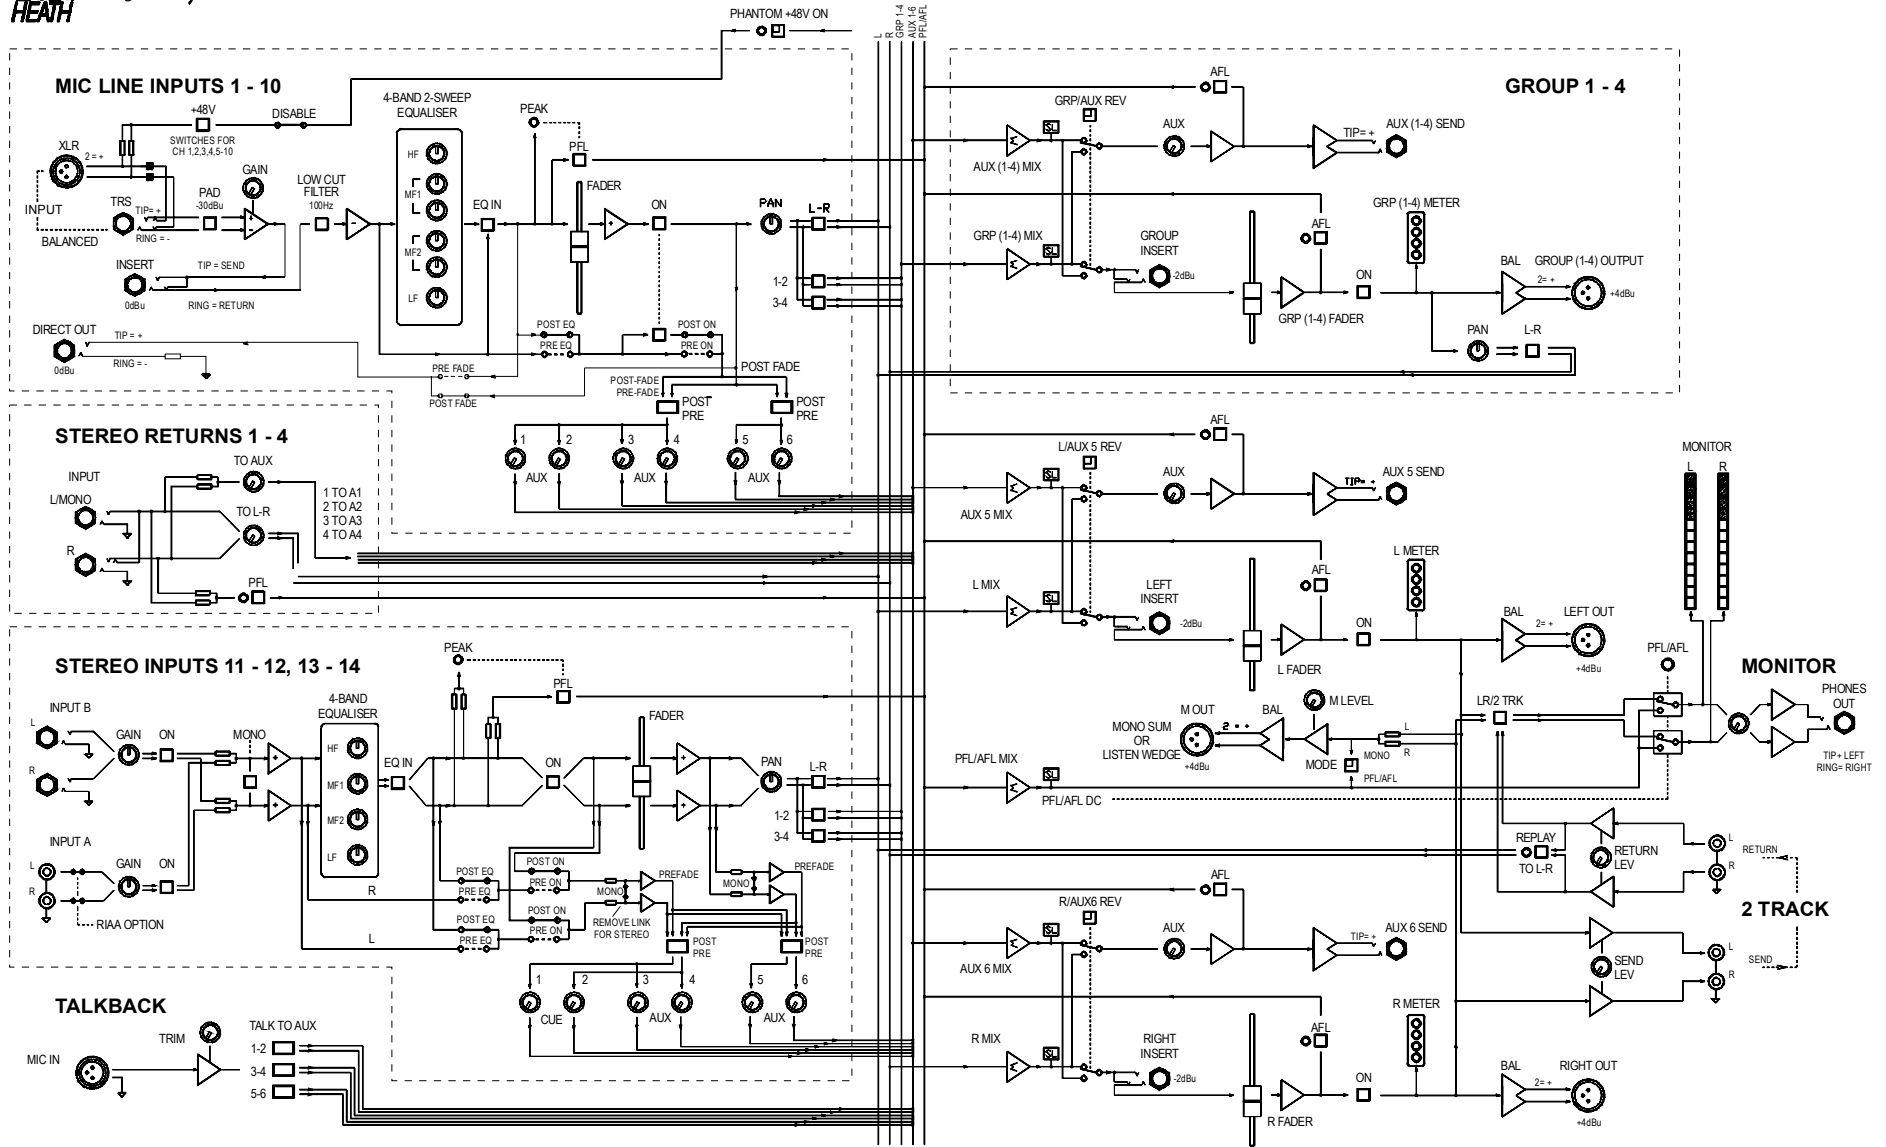 HEATH
PHANTOM +48V ON
L
R
GRP 1-4
AUX 1-6
PFL/AFL
MIC LINE INPUTS 1 - 10
+48V
DISABLE
SWITCHES FOR
CH 1,2,3,4,5-10
XLR
2 = +
INPUT
BALANCED
TRS
TIP= +
RING = -
PAD
-30dBu
GAIN
LOW CUT
FILTER
100Hz
INSERT
0dBu
TIP = SEND
RING = RETURN
DIRECT OUT
0dBu
TIP = +
RING = -
4-BAND 2-SWEEP
EQUALISER
HF
MF1
MF2
LF
EQ IN
PEAK
PFL
FADER
ON
PAN
L-R
1-2
3-4
POST EQ
PRE EQ
POST ON
PRE ON
PRE FADE
POST FADE
POST FADE
POST-FADE
PRE-FADE
POST
PRE
POST
PRE
1
2
3
4
5
6
AUX
AUX
AUX
STEREO RETURNS 1 - 4
INPUT
L/MONO
R
TO AUX
TO L-R
PFL
1 TO A1
2 TO A2
3 TO A3
4 TO A4
STEREO INPUTS 11 - 12, 13 - 14
INPUT B
L
R
GAIN
ON
MONO
INPUT A
L
R
GAIN
ON
RIAA OPTION
4-BAND
EQUALISER
HF
MF1
MF2
LF
EQ IN
PEAK
PFL
ON
FADER
PAN
L-R
1-2
3-4
R
L
POST EQ
PRE EQ
POST EQ
PRE EQ
POST ON
PRE ON
POST ON
PRE ON
MONO
REMOVE LINK
FOR STEREO
PREFADE
MONO
PREFADE
POST
PRE
POST
PRE
1
2
3
4
5
6
CUE
AUX
AUX
TALKBACK
MIC IN
TRIM
TALK TO AUX
1-2
3-4
5-6
GROUP 1 - 4
AFL
GRP/AUX REV
SL
AUX (1-4) MIX
AUX
TIP= +
AUX (1-4) SEND
GRP (1-4) MIX
SL
GROUP
INSERT
-2dBu
AFL
GRP (1-4) FADER
ON
GRP (1-4) METER
BAL
2= +
GROUP (1-4) OUTPUT
+4dBu
PAN
L-R
AFL
L/AUX 5 REV
SL
AUX 5 MIX
AUX
TIP= +
AUX 5 SEND
L MIX
SL
LEFT
INSERT
-2dBu
AFL
L FADER
ON
L METER
BAL
2= +
LEFT OUT
+4dBu
MONITOR
L
R
PFL/AFL
MONITOR
PHONES
OUT
TIP= LEFT
RING= RIGHT
LR/2 TRK
MONO SUM
OR
LISTEN WEDGE
M OUT
+4dBu
2 = +
BAL
M LEVEL
L
R
MODE
MONO
PFL/AFL
PFL/AFL MIX
SL
PFL/AFL DC
REPLAY
TO L-R
RETURN
LEV
L
R
RETURN
2 TRACK
SEND
LEV
L
R
SEND
AFL
R/AUX6 REV
SL
AUX 6 MIX
AUX
TIP= +
AUX 6 SEND
R MIX
SL
RIGHT
INSERT
-2dBu
AFL
R FADER
ON
R METER
BAL
2= +
RIGHT OUT
+4dBu